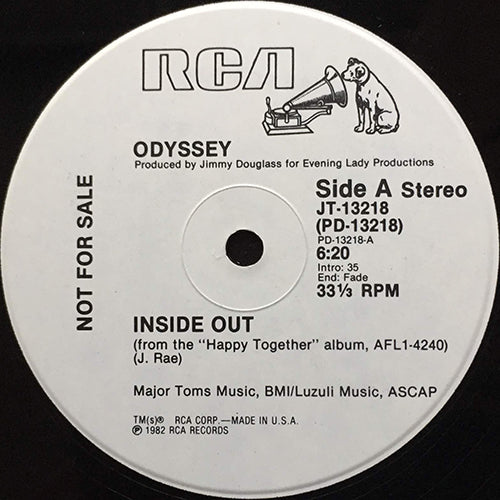 RCA
ODYSSEY
Produced by Jimmy Douglass for Evening Lady Productions
Side A Stereo
JT-13218
(PD-13218)
PD-13218-A
6:20
Intro: 35
End: Fade
33⅓ RPM
NOT FOR SALE
INSIDE OUT
(from the "Happy Together" album, AFL1-4240)
(J. Rae)
Major Toms Music, BMI/Luzuli Music, ASCAP
TM(s)® RCA CORP.—MADE IN U.S.A.
℗ 1982 RCA RECORDS